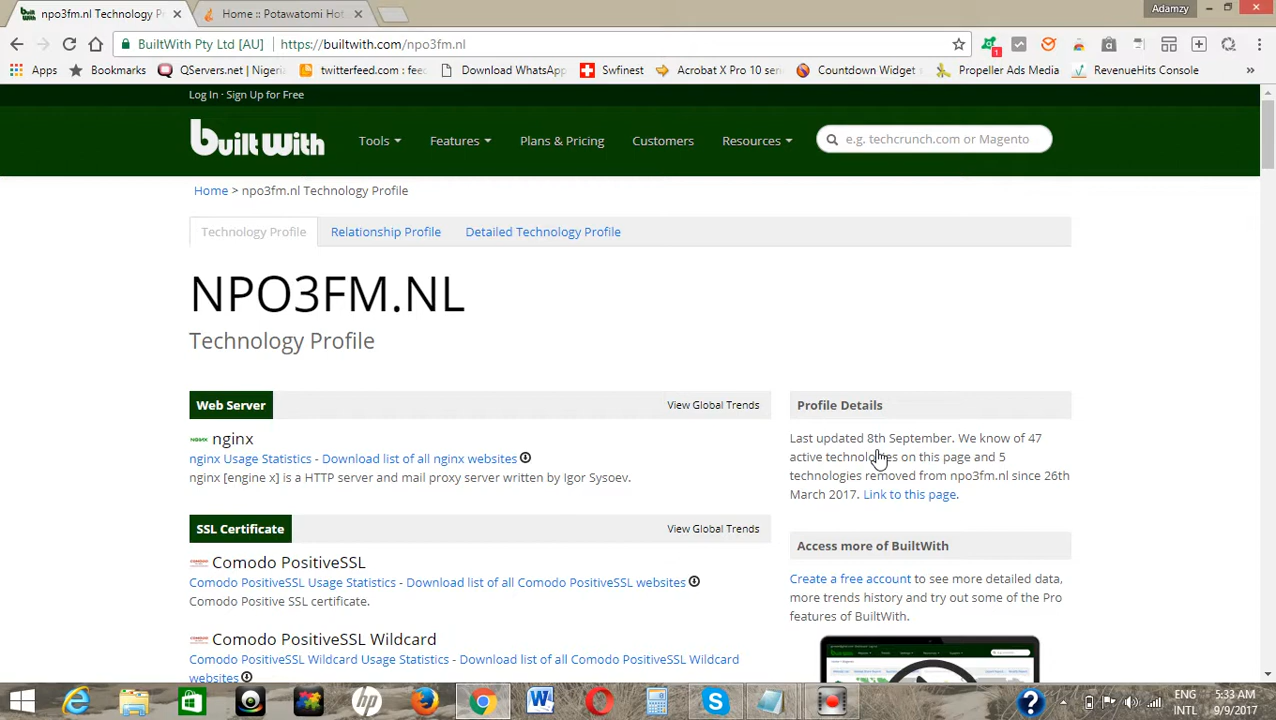 npo3fm.nl Technology Pr
Home :: Potawatomi Hot
Adamzy
BuiltWith Pty Ltd [AU]
https://builtwith.com/npo3fm.nl
1
Apps
Bookmarks
QServers.net | Nigeri
twitterfeed.com : fee
Download WhatsApp
Swfinest
Acrobat X Pro 10 seri
Countdown Widget
Propeller Ads Media
RevenueHits Console
»
Log In · Sign Up for Free
built With
Tools
Features
Plans & Pricing
Customers
Resources
e.g. techcrunch.com or Magento
Home > npo3fm.nl Technology Profile
Technology Profile
Relationship Profile
Detailed Technology Profile
NPO3FM.NL
Technology Profile
Web Server
View Global Trends
nginx
nginx Usage Statistics - Download list of all nginx websites
nginx [engine x] is a HTTP server and mail proxy server written by Igor Sysoev.
SSL Certificate
View Global Trends
Comodo PositiveSSL
Comodo PositiveSSL Usage Statistics - Download list of all Comodo PositiveSSL websites
Comodo Positive SSL certificate.
Comodo PositiveSSL Wildcard
Comodo PositiveSSL Wildcard Usage Statistics - Download list of all Comodo PositiveSSL Wildcard
websites
Profile Details
Last updated 8th September. We know of 47
active technologies on this page and 5
technologies removed from npo3fm.nl since 26th
March 2017. Link to this page.
Access more of BuiltWith
Create a free account to see more detailed data,
more trends history and try out some of the Pro
features of BuiltWith.
ENG
INTL
5:33 AM
9/9/2017